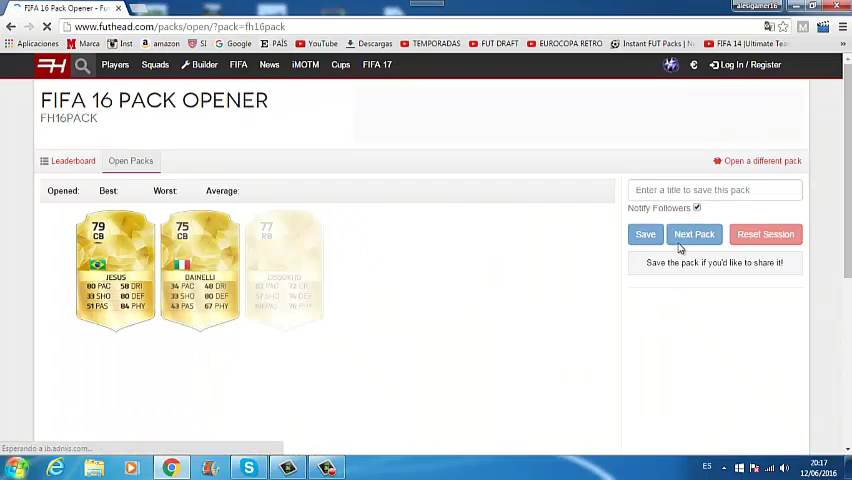 FIFA 16 Pack Opener - Fu
alesigamer16
www.futhead.com/packs/open/?pack=fh16pack
Aplicaciones Marca Inst amazon SI EL PAÍS YouTube Descargas TEMPORADAS FUT DRAFT EUROCOPA RETRO Instant FUT Packs | N FIFA 14 |Ultimate Tea
FH Players Squads Builder FIFA News iMOTM Cups FIFA 17 € Log In / Register
FIFA 16 PACK OPENER
FH16PACK
Leaderboard Open Packs Open a different pack
Opened: Best: Worst: Average:
Enter a title to save this pack
Notify Followers
Save Next Pack Reset Session
Save the pack if you'd like to share it!
79 75 77
CB CB RB
JESUS DAINELLI
80 PAC 58 DRI 34 PAC 48 DRI
33 SHO 80 DEF 33 SHO 80 DEF
51 PAS 84 PHY 43 PAS 67 PHY
Esperando a ib.adnxs.com...
ES 20:17
12/06/2016